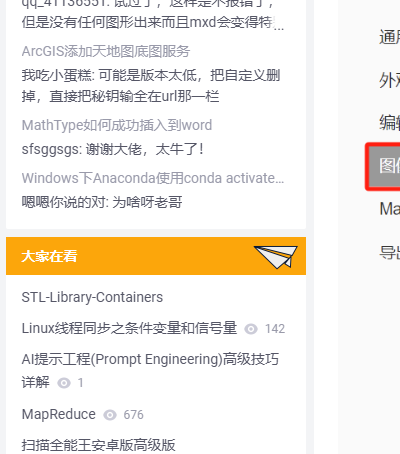 qq_41136551: 试过了，这样是不报错了，
但是没有任何图形出来而且mxd会变得特...
ArcGIS添加天地图底图服务
我吃小蛋糕: 可能是版本太低，把自定义删
掉，直接把秘钥输全在url那一栏
MathType如何成功插入到word
sfsggsgs: 谢谢大佬，太牛了！
Windows下Anaconda使用conda activate...
嗯嗯你说的对: 为啥呀老哥
大家在看
STL-Library-Containers
Linux线程同步之条件变量和信号量 142
AI提示工程(Prompt Engineering)高级技巧
详解 1
MapReduce 676
扫描全能王安卓版高级版
通
外
编
图
Ma
导